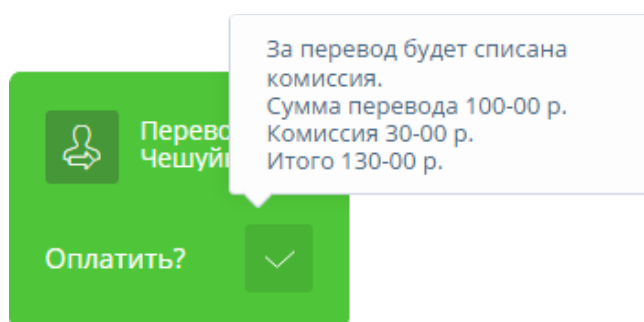 За перевод будет списана
комиссия.
Сумма перевода 100-00 р.
Комиссия 30-00 р.
Итого 130-00 р.
Оплатить?